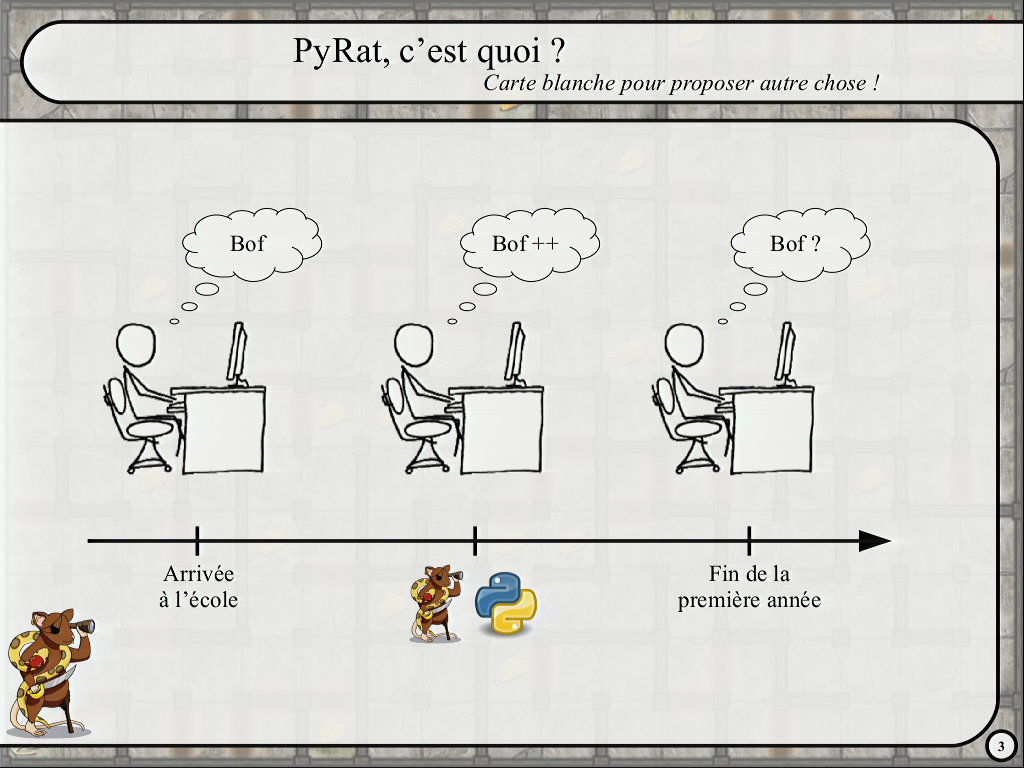 PyRat, c’est quoi ?
Carte blanche pour proposer autre chose !
Bof
Bof ++
Bof ?
Arrivée
à l’école
Fin de la
première année
3